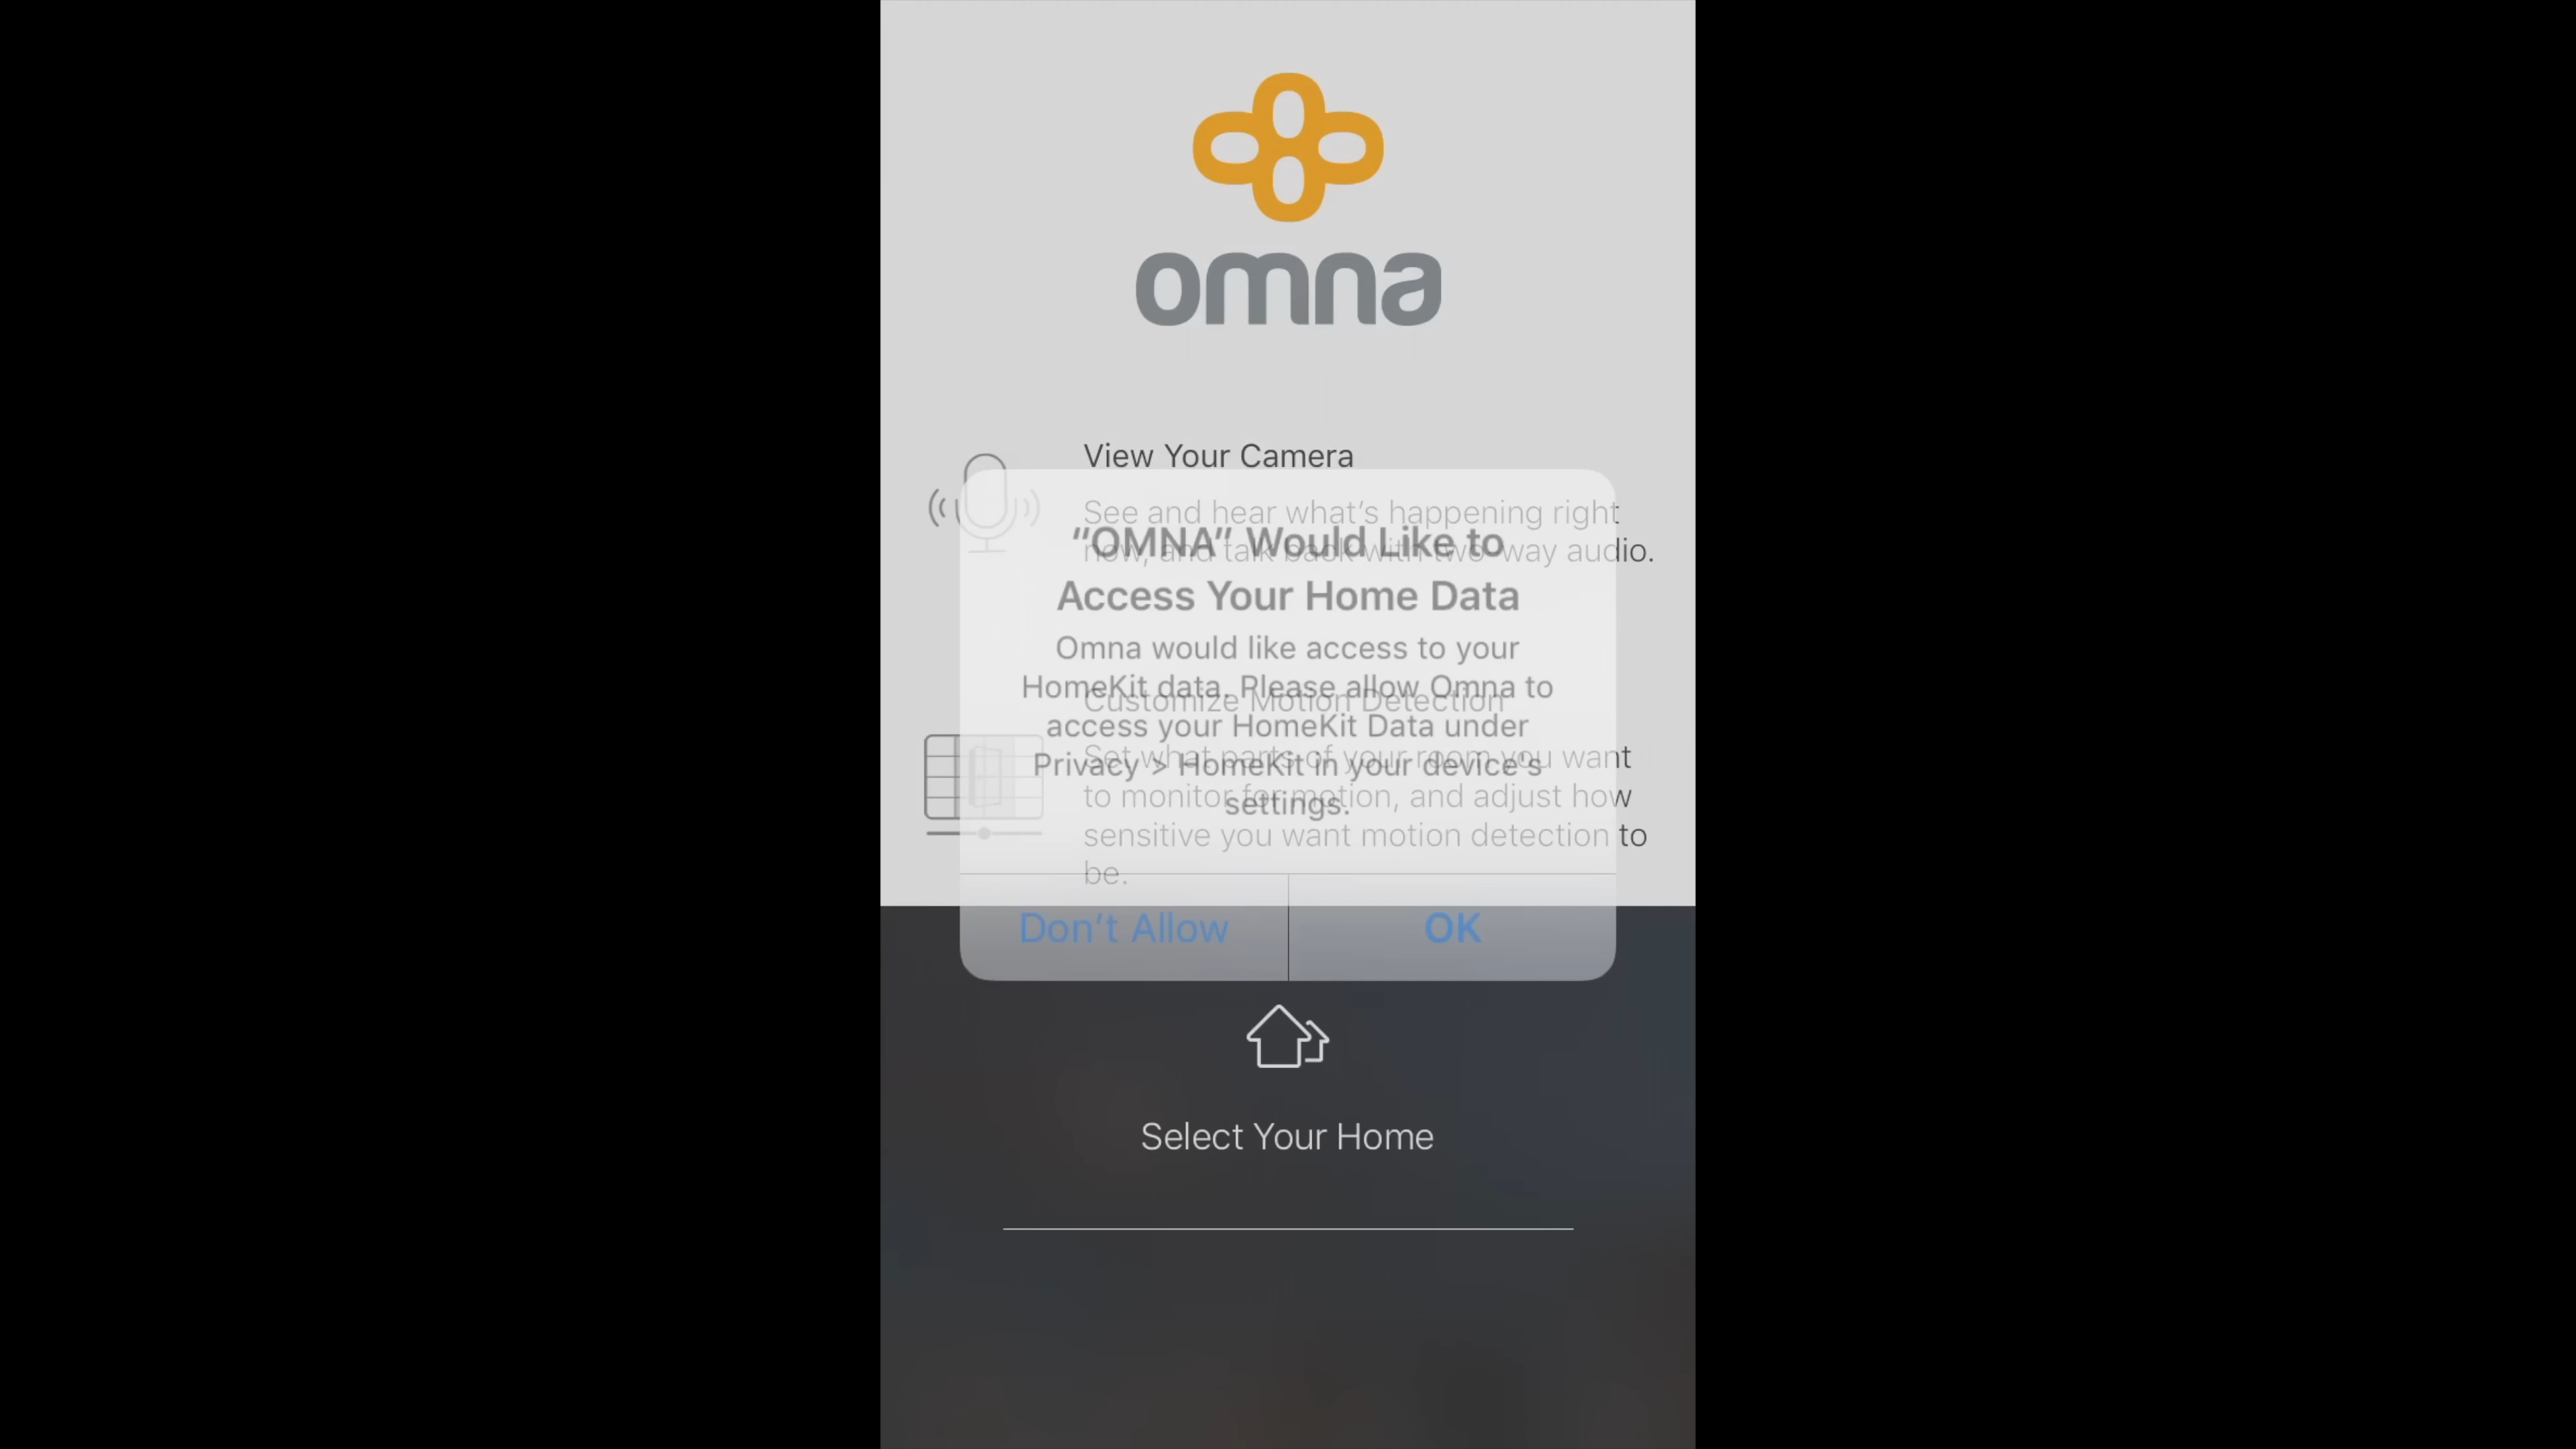 omna
View Your Camera
See and hear what's happening right
now, and talk back with two-way audio.
"OMNA" Would Like to
Access Your Home Data
Omna would like access to your
HomeKit data. Please allow Omna to
access your HomeKit Data under
Privacy > HomeKit in your device's
settings.
Customize Motion Detection
Set what parts of your room you want
to monitor for motion, and adjust how
sensitive you want motion detection to
be.
Don't Allow
OK
Select Your Home